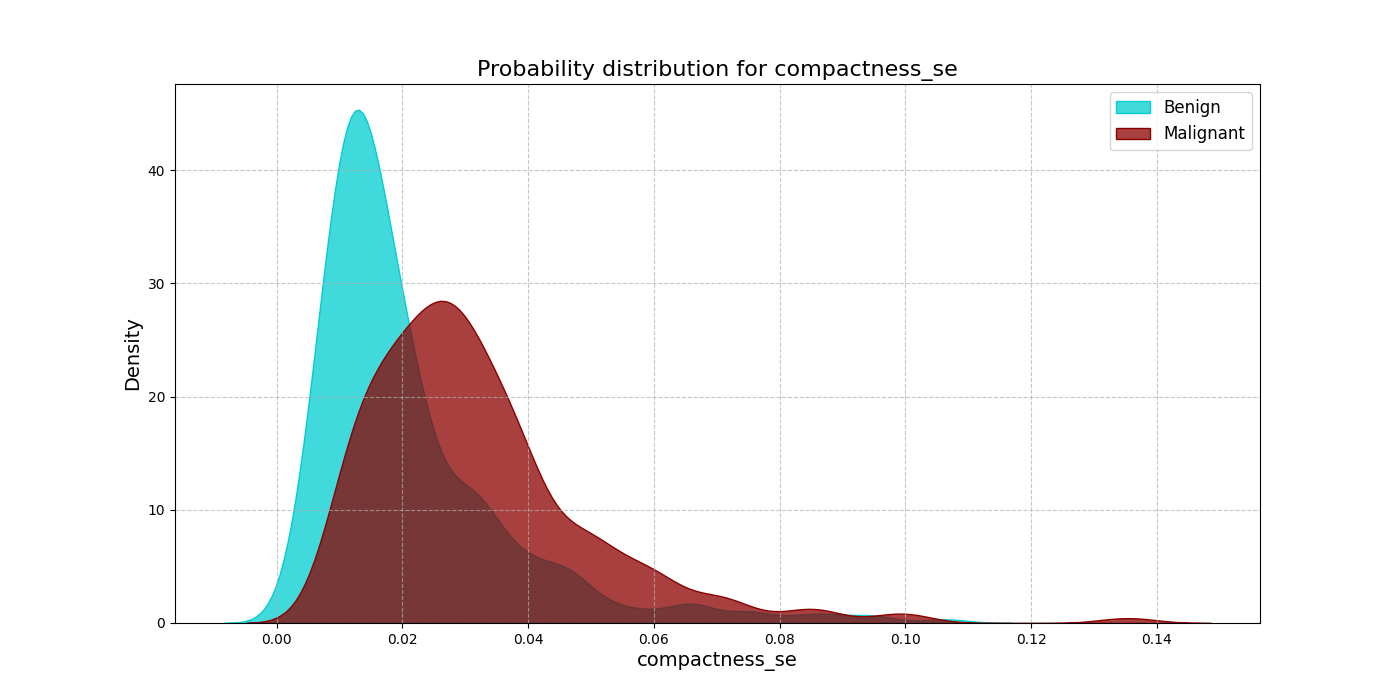 Probability distribution for compactness_se
Benign
Malignant
Density
40
30
20
10
0
0.00 0.02 0.04 0.06 0.08 0.10 0.12 0.14
compactness_se